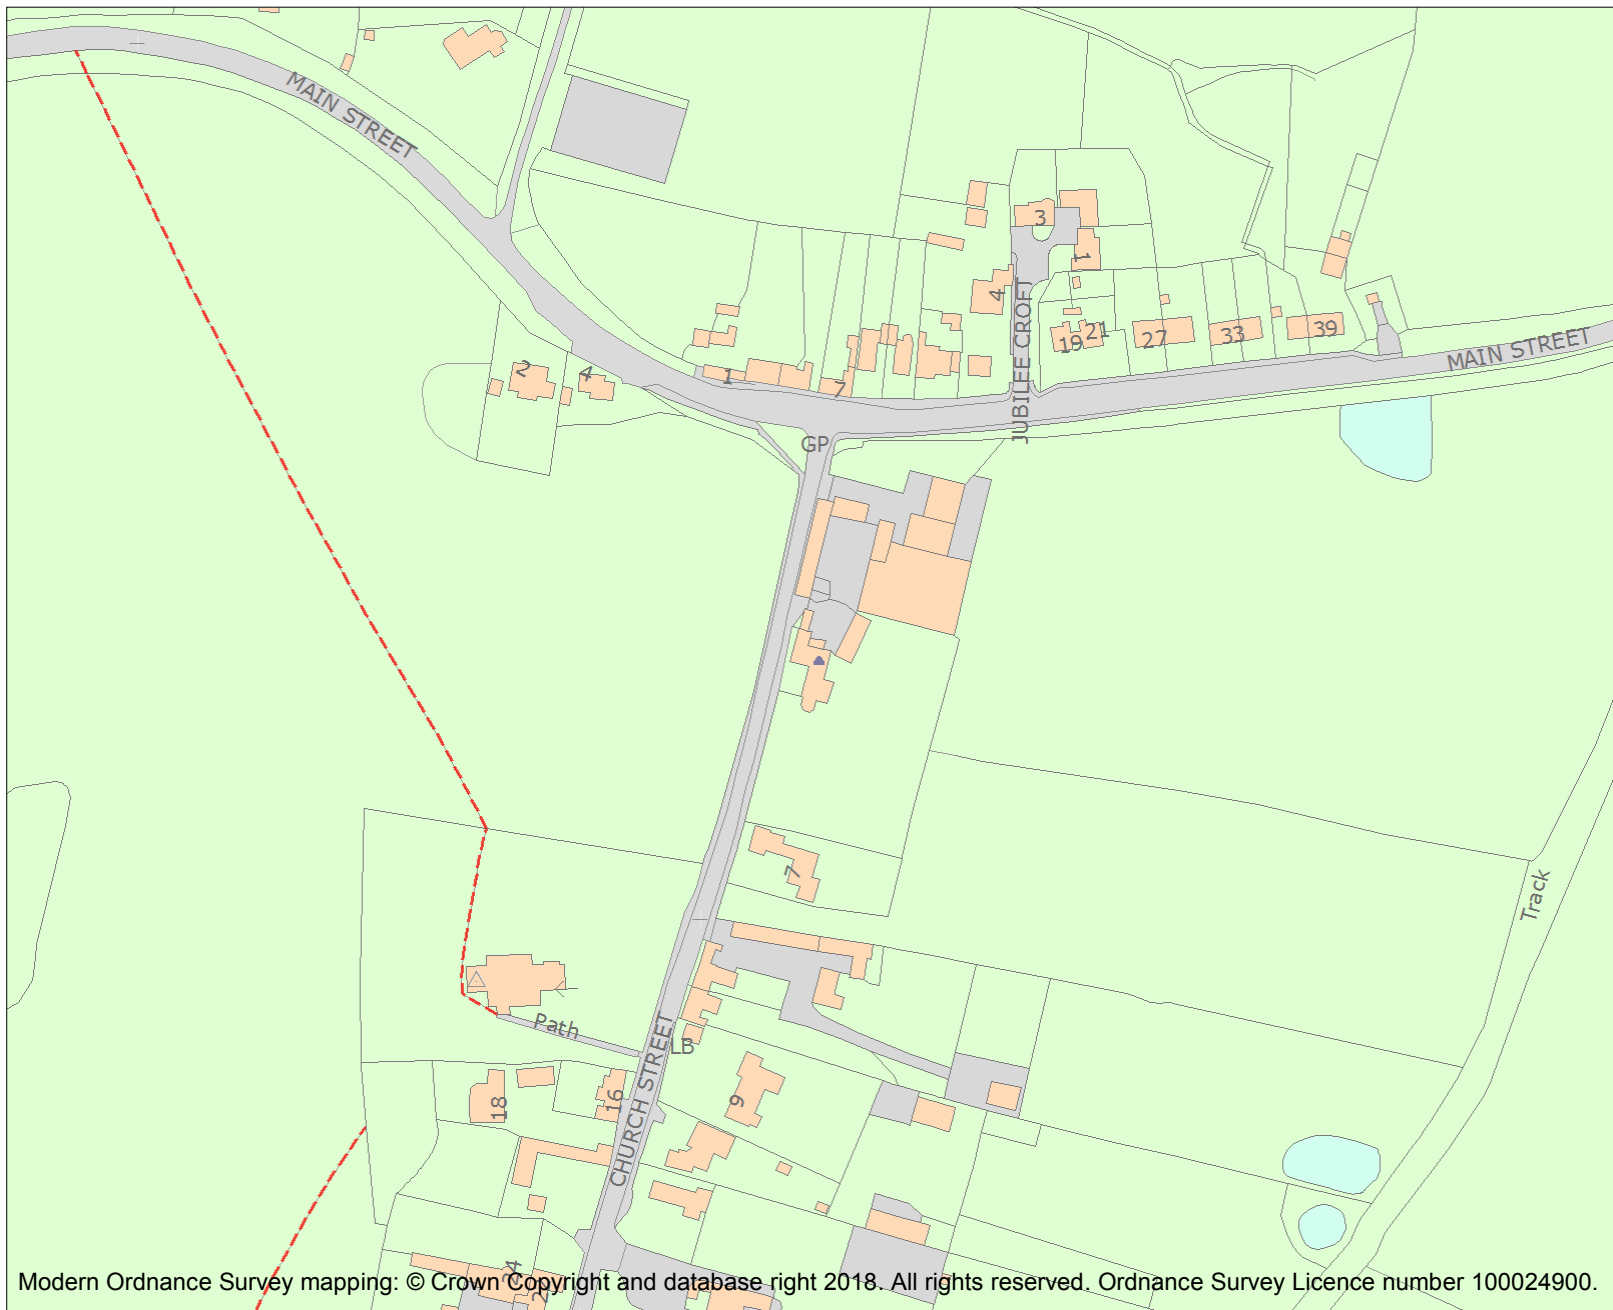 MAIN STREET
3
1
4
JUBILEE CROFT
19
21
27
33
39
MAIN STREET
2
4
1
7
GP
7
Track
Path
LB
CHURCH STREET
18
16
9
24
Modern Ordnance Survey mapping: © Crown Copyright and database right 2018. All rights reserved. Ordnance Survey Licence number 100024900.